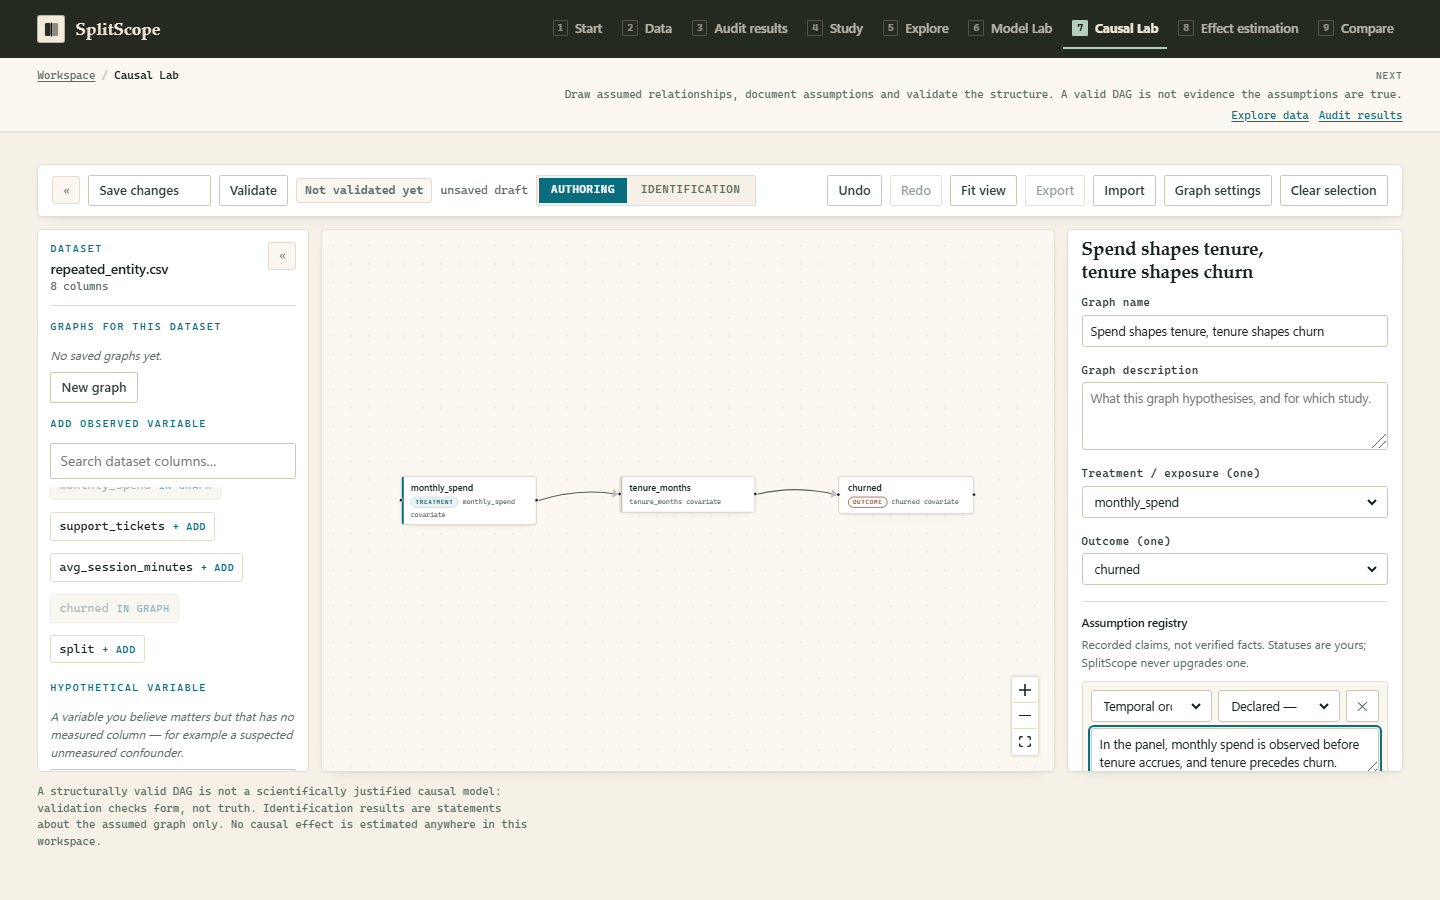 SplitScope
1 Start
2 Data
3 Audit results
4 Study
5 Explore
6 Model Lab
7 Causal Lab
8 Effect estimation
9 Compare
Workspace / Causal Lab
NEXT
Draw assumed relationships, document assumptions and validate the structure. A valid DAG is not evidence the assumptions are true.
Explore data Audit results
« Save changes Validate Not validated yet unsaved draft AUTHORING IDENTIFICATION Undo Redo Fit view Export Import Graph settings Clear selection
DATASET
repeated_entity.csv
8 columns
«
GRAPHS FOR THIS DATASET
No saved graphs yet.
New graph
ADD OBSERVED VARIABLE
Search dataset columns...
monthly_spend IN GRAPH
support_tickets + ADD
avg_session_minutes + ADD
churned IN GRAPH
split + ADD
HYPOTHETICAL VARIABLE
A variable you believe matters but that has no
measured column — for example a suspected
unmeasured confounder.
monthly_spend
TREATMENT monthly_spend
covariate
tenure_months
tenure_months covariate
churned
OUTCOME churned covariate
Spend shapes tenure,
tenure shapes churn
Graph name
Spend shapes tenure, tenure shapes churn
Graph description
What this graph hypothesises, and for which study.
Treatment / exposure (one)
monthly_spend
Outcome (one)
churned
Assumption registry
Recorded claims, not verified facts. Statuses are yours;
SplitScope never upgrades one.
Temporal orc Declared —
In the panel, monthly spend is observed before
tenure accrues, and tenure precedes churn.
A structurally valid DAG is not a scientifically justified causal model:
validation checks form, not truth. Identification results are statements
about the assumed graph only. No causal effect is estimated anywhere in this
workspace.